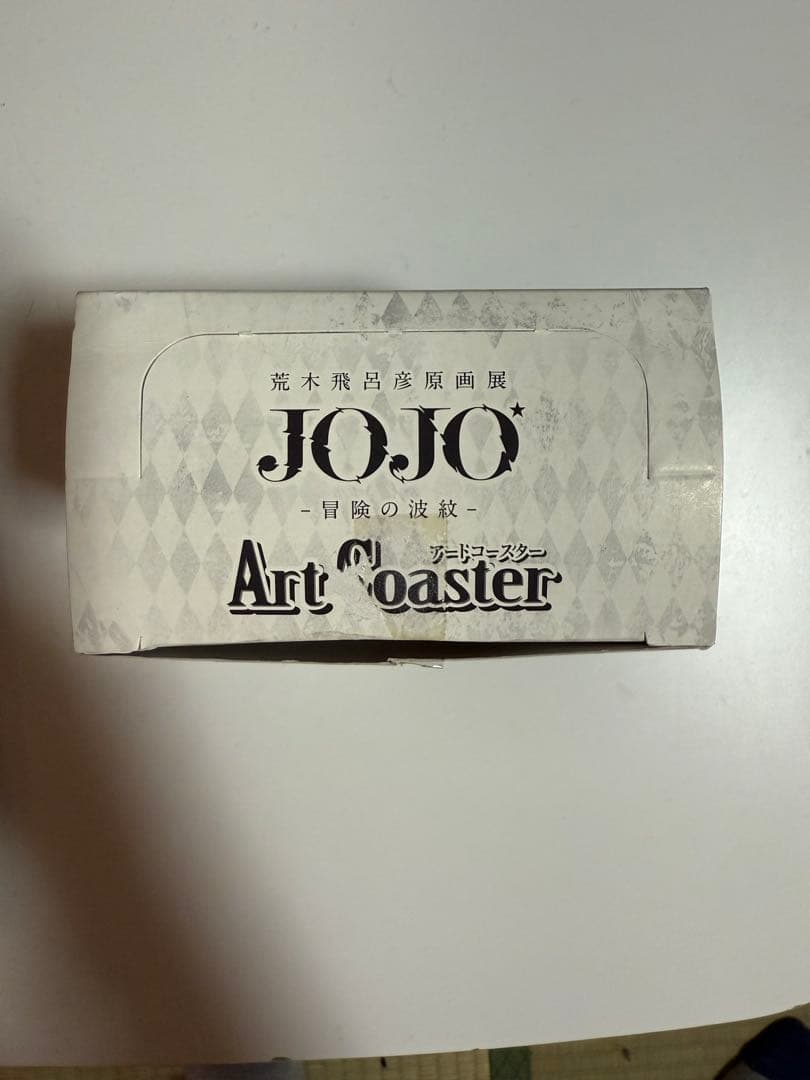 荒木飛呂彦原画展
JOJO
-冒険の波紋-
アートコースター
Art Coaster